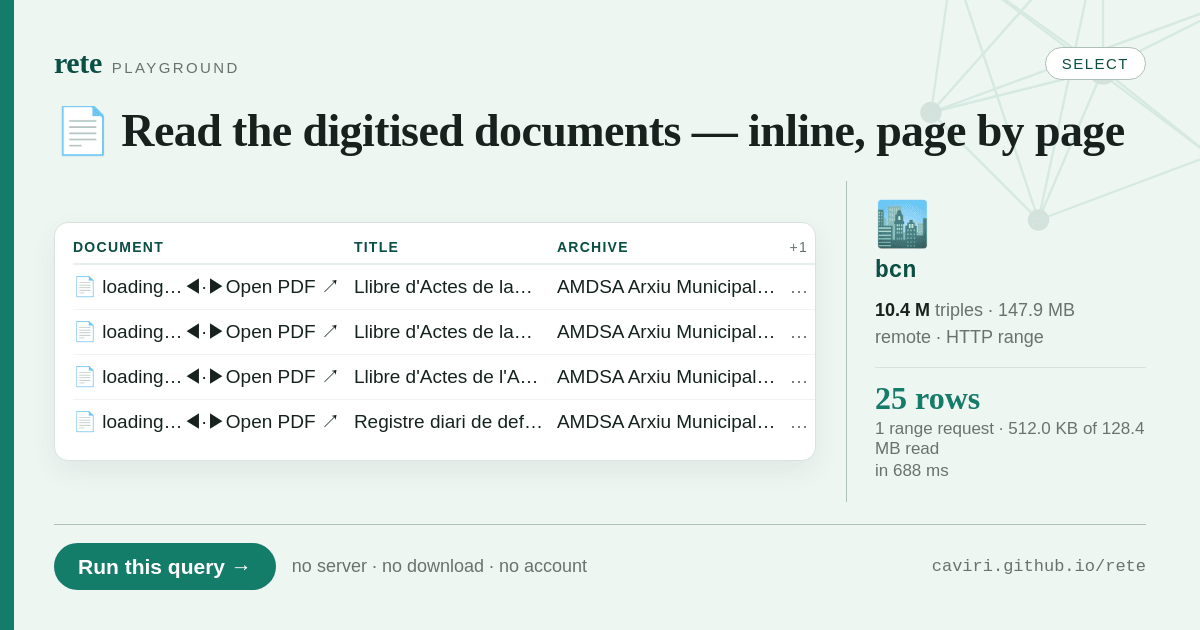 rete PLAYGROUND
SELECT
📄 Read the digitised documents — inline, page by page
DOCUMENT TITLE ARCHIVE +1
📄 loading… ◀·▶ Open PDF ↗ Llibre d'Actes de la… AMDSA Arxiu Municipal… …
📄 loading… ◀·▶ Open PDF ↗ Llibre d'Actes de la… AMDSA Arxiu Municipal… …
📄 loading… ◀·▶ Open PDF ↗ Llibre d'Actes de l'A… AMDSA Arxiu Municipal… …
📄 loading… ◀·▶ Open PDF ↗ Registre diari de def… AMDSA Arxiu Municipal… …
bcn
10.4 M triples · 147.9 MB
remote · HTTP range
25 rows
1 range request · 512.0 KB of 128.4
MB read
in 688 ms
Run this query →
no server · no download · no account
caviri.github.io/rete